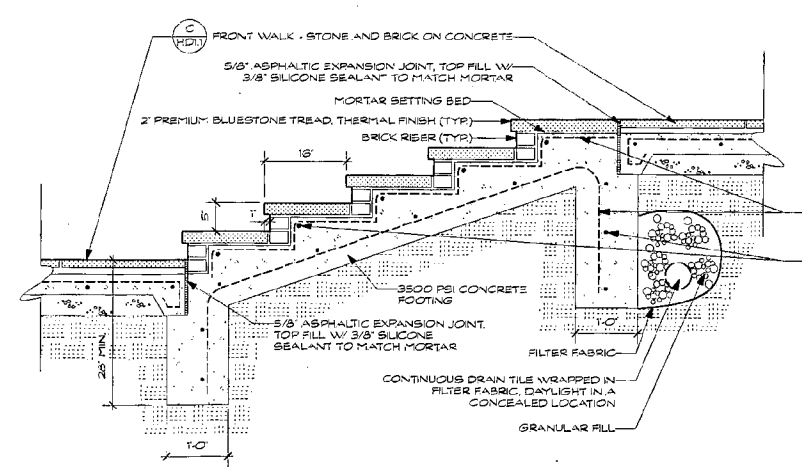 C
HD1.1
FRONT WALK - STONE AND BRICK ON CONCRETE
5/8" ASPHALTIC EXPANSION JOINT, TOP FILL W/
3/8" SILICONE SEALANT TO MATCH MORTAR
MORTAR SETTING BED
2" PREMIUM BLUESTONE TREAD, THERMAL FINISH (TYP.)
BRICK RISER (TYP.)
16"
5"
1"
3500 PSI CONCRETE
FOOTING
5/8" ASPHALTIC EXPANSION JOINT,
TOP FILL W/ 3/8" SILICONE
SEALANT TO MATCH MORTAR
28" MIN.
1'-0"
1'-0"
FILTER FABRIC
CONTINUOUS DRAIN TILE WRAPPED IN
FILTER FABRIC, DAYLIGHT IN A
CONCEALED LOCATION
GRANULAR FILL